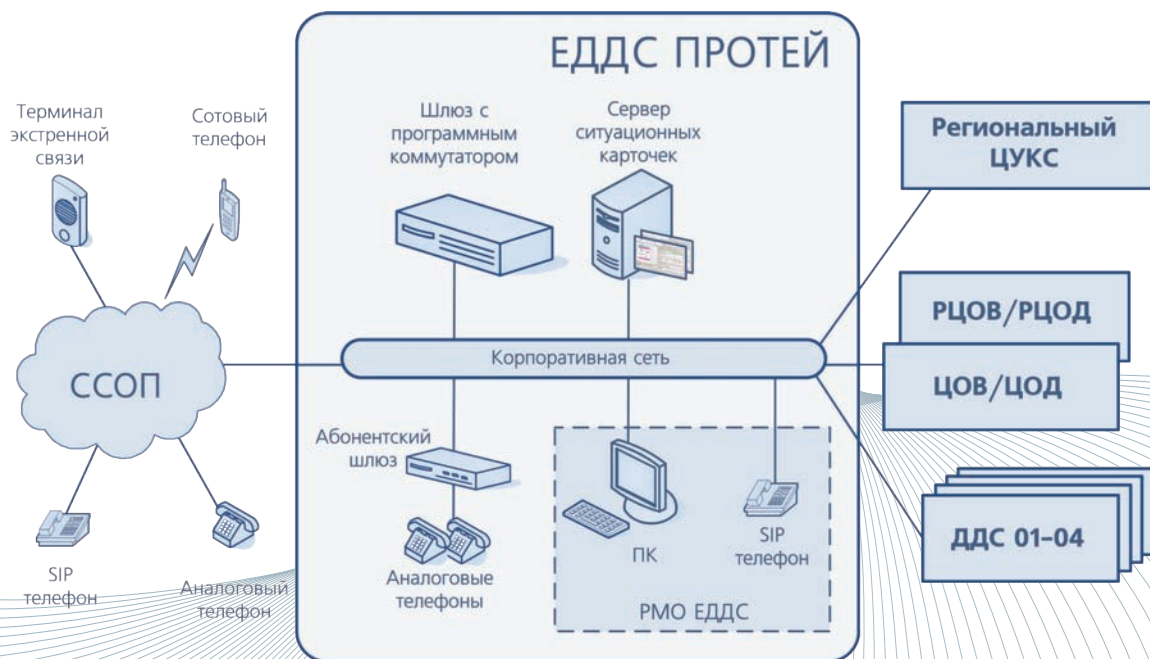 ЕДДС ПРОТЕЙ
Терминал
экстренной
связи
Сотовый
телефон
Шлюз с
программным
коммутатором
Сервер
ситуационных
карточек
Региональный
ЦУКС
РЦОВ/РЦОД
ЦОВ/ЦОД
ДДС 01-04
ССОП
Корпоративная сеть
Абонентский
шлюз
Аналоговые
телефоны
ПК
SIP
телефон
РМО ЕДДС
SIP
телефон
Аналоговый
телефон